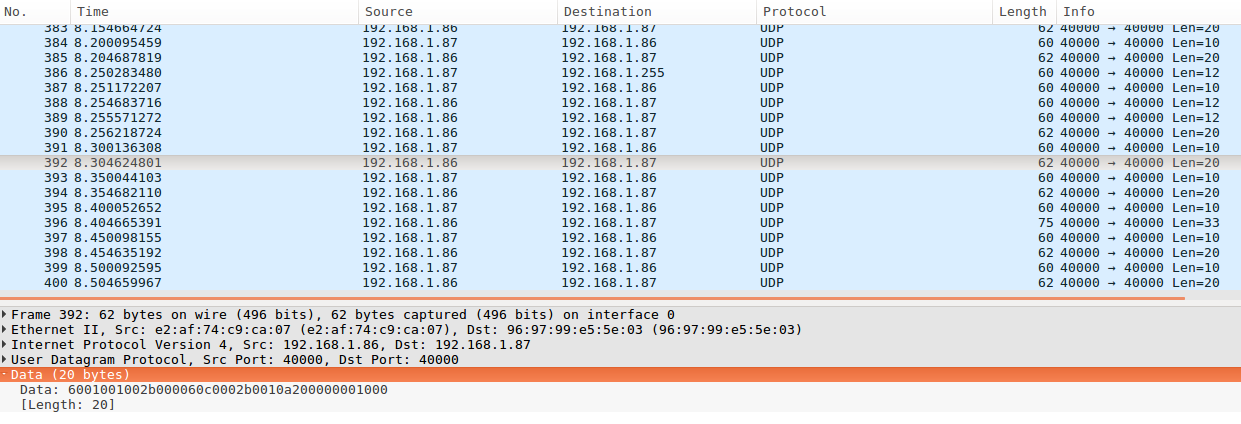 No. Time Source Destination Protocol Length Info
383 8.154664724 192.168.1.86 192.168.1.87 UDP 62 40000 → 40000 Len=20
384 8.200095459 192.168.1.87 192.168.1.86 UDP 60 40000 → 40000 Len=10
385 8.204687819 192.168.1.86 192.168.1.87 UDP 62 40000 → 40000 Len=20
386 8.250283480 192.168.1.87 192.168.1.255 UDP 60 40000 → 40000 Len=12
387 8.251172207 192.168.1.87 192.168.1.86 UDP 60 40000 → 40000 Len=10
388 8.254683716 192.168.1.86 192.168.1.87 UDP 60 40000 → 40000 Len=12
389 8.255571272 192.168.1.87 192.168.1.86 UDP 60 40000 → 40000 Len=12
390 8.256218724 192.168.1.86 192.168.1.87 UDP 62 40000 → 40000 Len=20
391 8.300136308 192.168.1.87 192.168.1.86 UDP 60 40000 → 40000 Len=10
392 8.304624801 192.168.1.86 192.168.1.87 UDP 62 40000 → 40000 Len=20
393 8.350044103 192.168.1.87 192.168.1.86 UDP 60 40000 → 40000 Len=10
394 8.354682110 192.168.1.86 192.168.1.87 UDP 62 40000 → 40000 Len=20
395 8.400052652 192.168.1.87 192.168.1.86 UDP 60 40000 → 40000 Len=10
396 8.404665391 192.168.1.86 192.168.1.87 UDP 75 40000 → 40000 Len=33
397 8.450098155 192.168.1.87 192.168.1.86 UDP 60 40000 → 40000 Len=10
398 8.454635192 192.168.1.86 192.168.1.87 UDP 62 40000 → 40000 Len=20
399 8.500092595 192.168.1.87 192.168.1.86 UDP 60 40000 → 40000 Len=10
400 8.504659967 192.168.1.86 192.168.1.87 UDP 62 40000 → 40000 Len=20
Frame 392: 62 bytes on wire (496 bits), 62 bytes captured (496 bits) on interface 0
Ethernet II, Src: e2:af:74:c9:ca:07 (e2:af:74:c9:ca:07), Dst: 96:97:99:e5:5e:03 (96:97:99:e5:5e:03)
Internet Protocol Version 4, Src: 192.168.1.86, Dst: 192.168.1.87
User Datagram Protocol, Src Port: 40000, Dst Port: 40000
Data (20 bytes)
Data: 6001001002b000060c0002b0010a200000001000
[Length: 20]